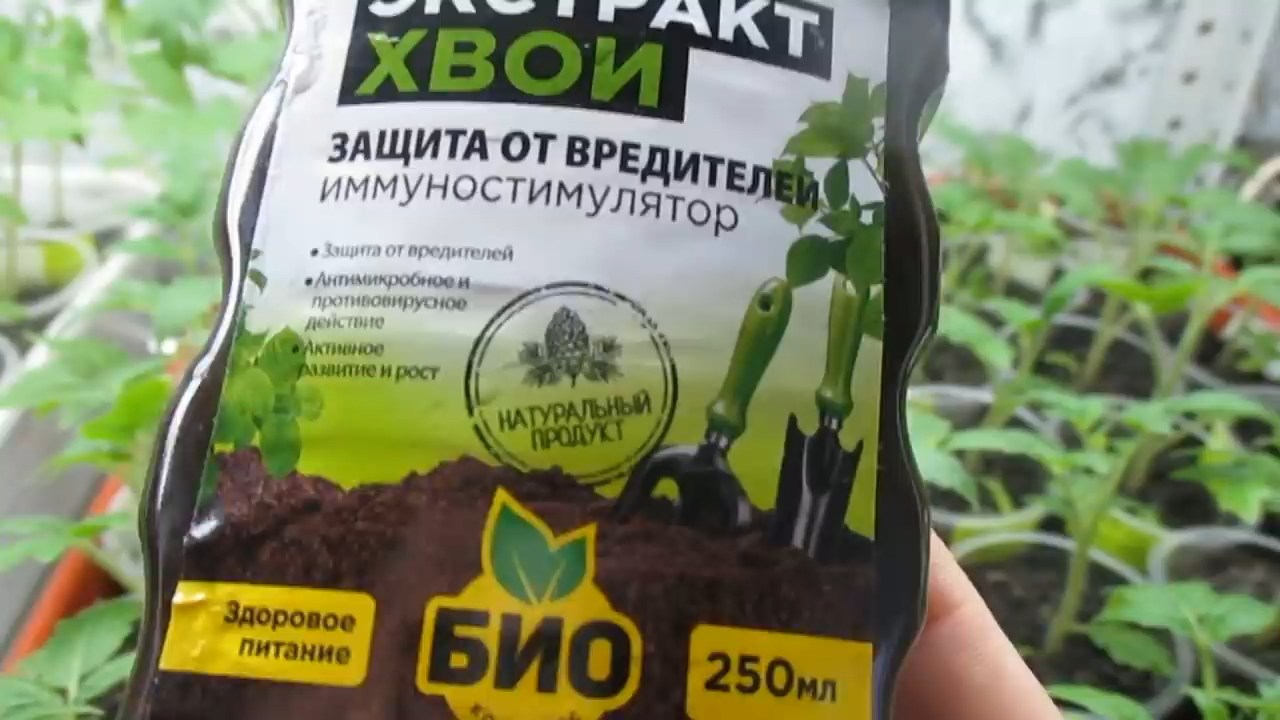 ЭКСТРАКТ
ХВОИ
ЗАЩИТА ОТ ВРЕДИТЕЛЕЙ
ИММУНОСТИМУЛЯТОР
• Защита от вредителей
• Антимикробное и
противовирусное
действие
• Активное
развитие и рост
НАТУРАЛЬНЫЙ
ПРОДУКТ
Здоровое
питание
БИО
250мл